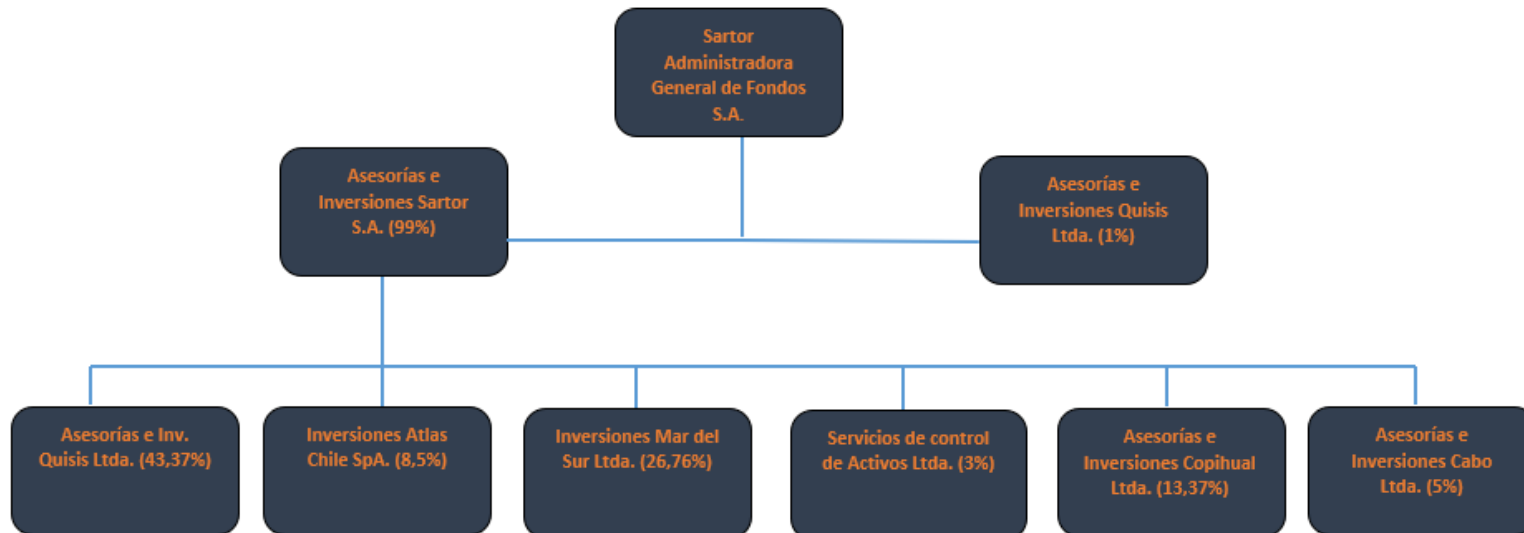 Sartor
Administradora
General de Fondos
S.A.
Asesorías e
Inversiones Sartor
S.A. (99%)
Asesorías e
Inversiones Quisis
Ltda. (1%)
Asesorías e Inv.
Quisis Ltda. (43,37%)
Inversiones Atlas
Chile SpA. (8,5%)
Inversiones Mar del
Sur Ltda. (26,76%)
Servicios de control
de Activos Ltda. (3%)
Asesorías e
Inversiones Copihual
Ltda. (13,37%)
Asesorías e
Inversiones Cabo
Ltda. (5%)